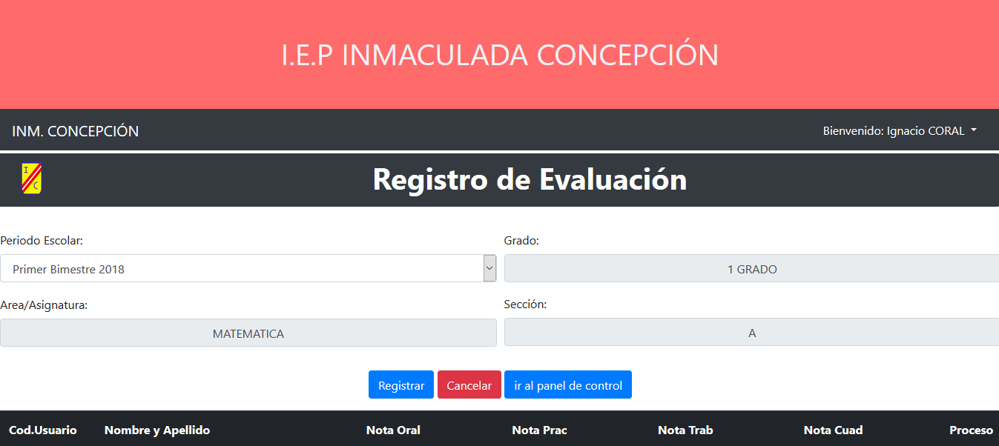 I.E.P INMACULADA CONCEPCIÓN
INM. CONCEPCIÓN
Bienvenido: Ignacio CORAL
I
C
Registro de Evaluación
Periodo Escolar:
Grado:
Primer Bimestre 2018
1 GRADO
Area/Asignatura:
Sección:
MATEMATICA
A
Registrar Cancelar ir al panel de control
Cod.Usuario Nombre y Apellido Nota Oral Nota Prac Nota Trab Nota Cuad Proceso